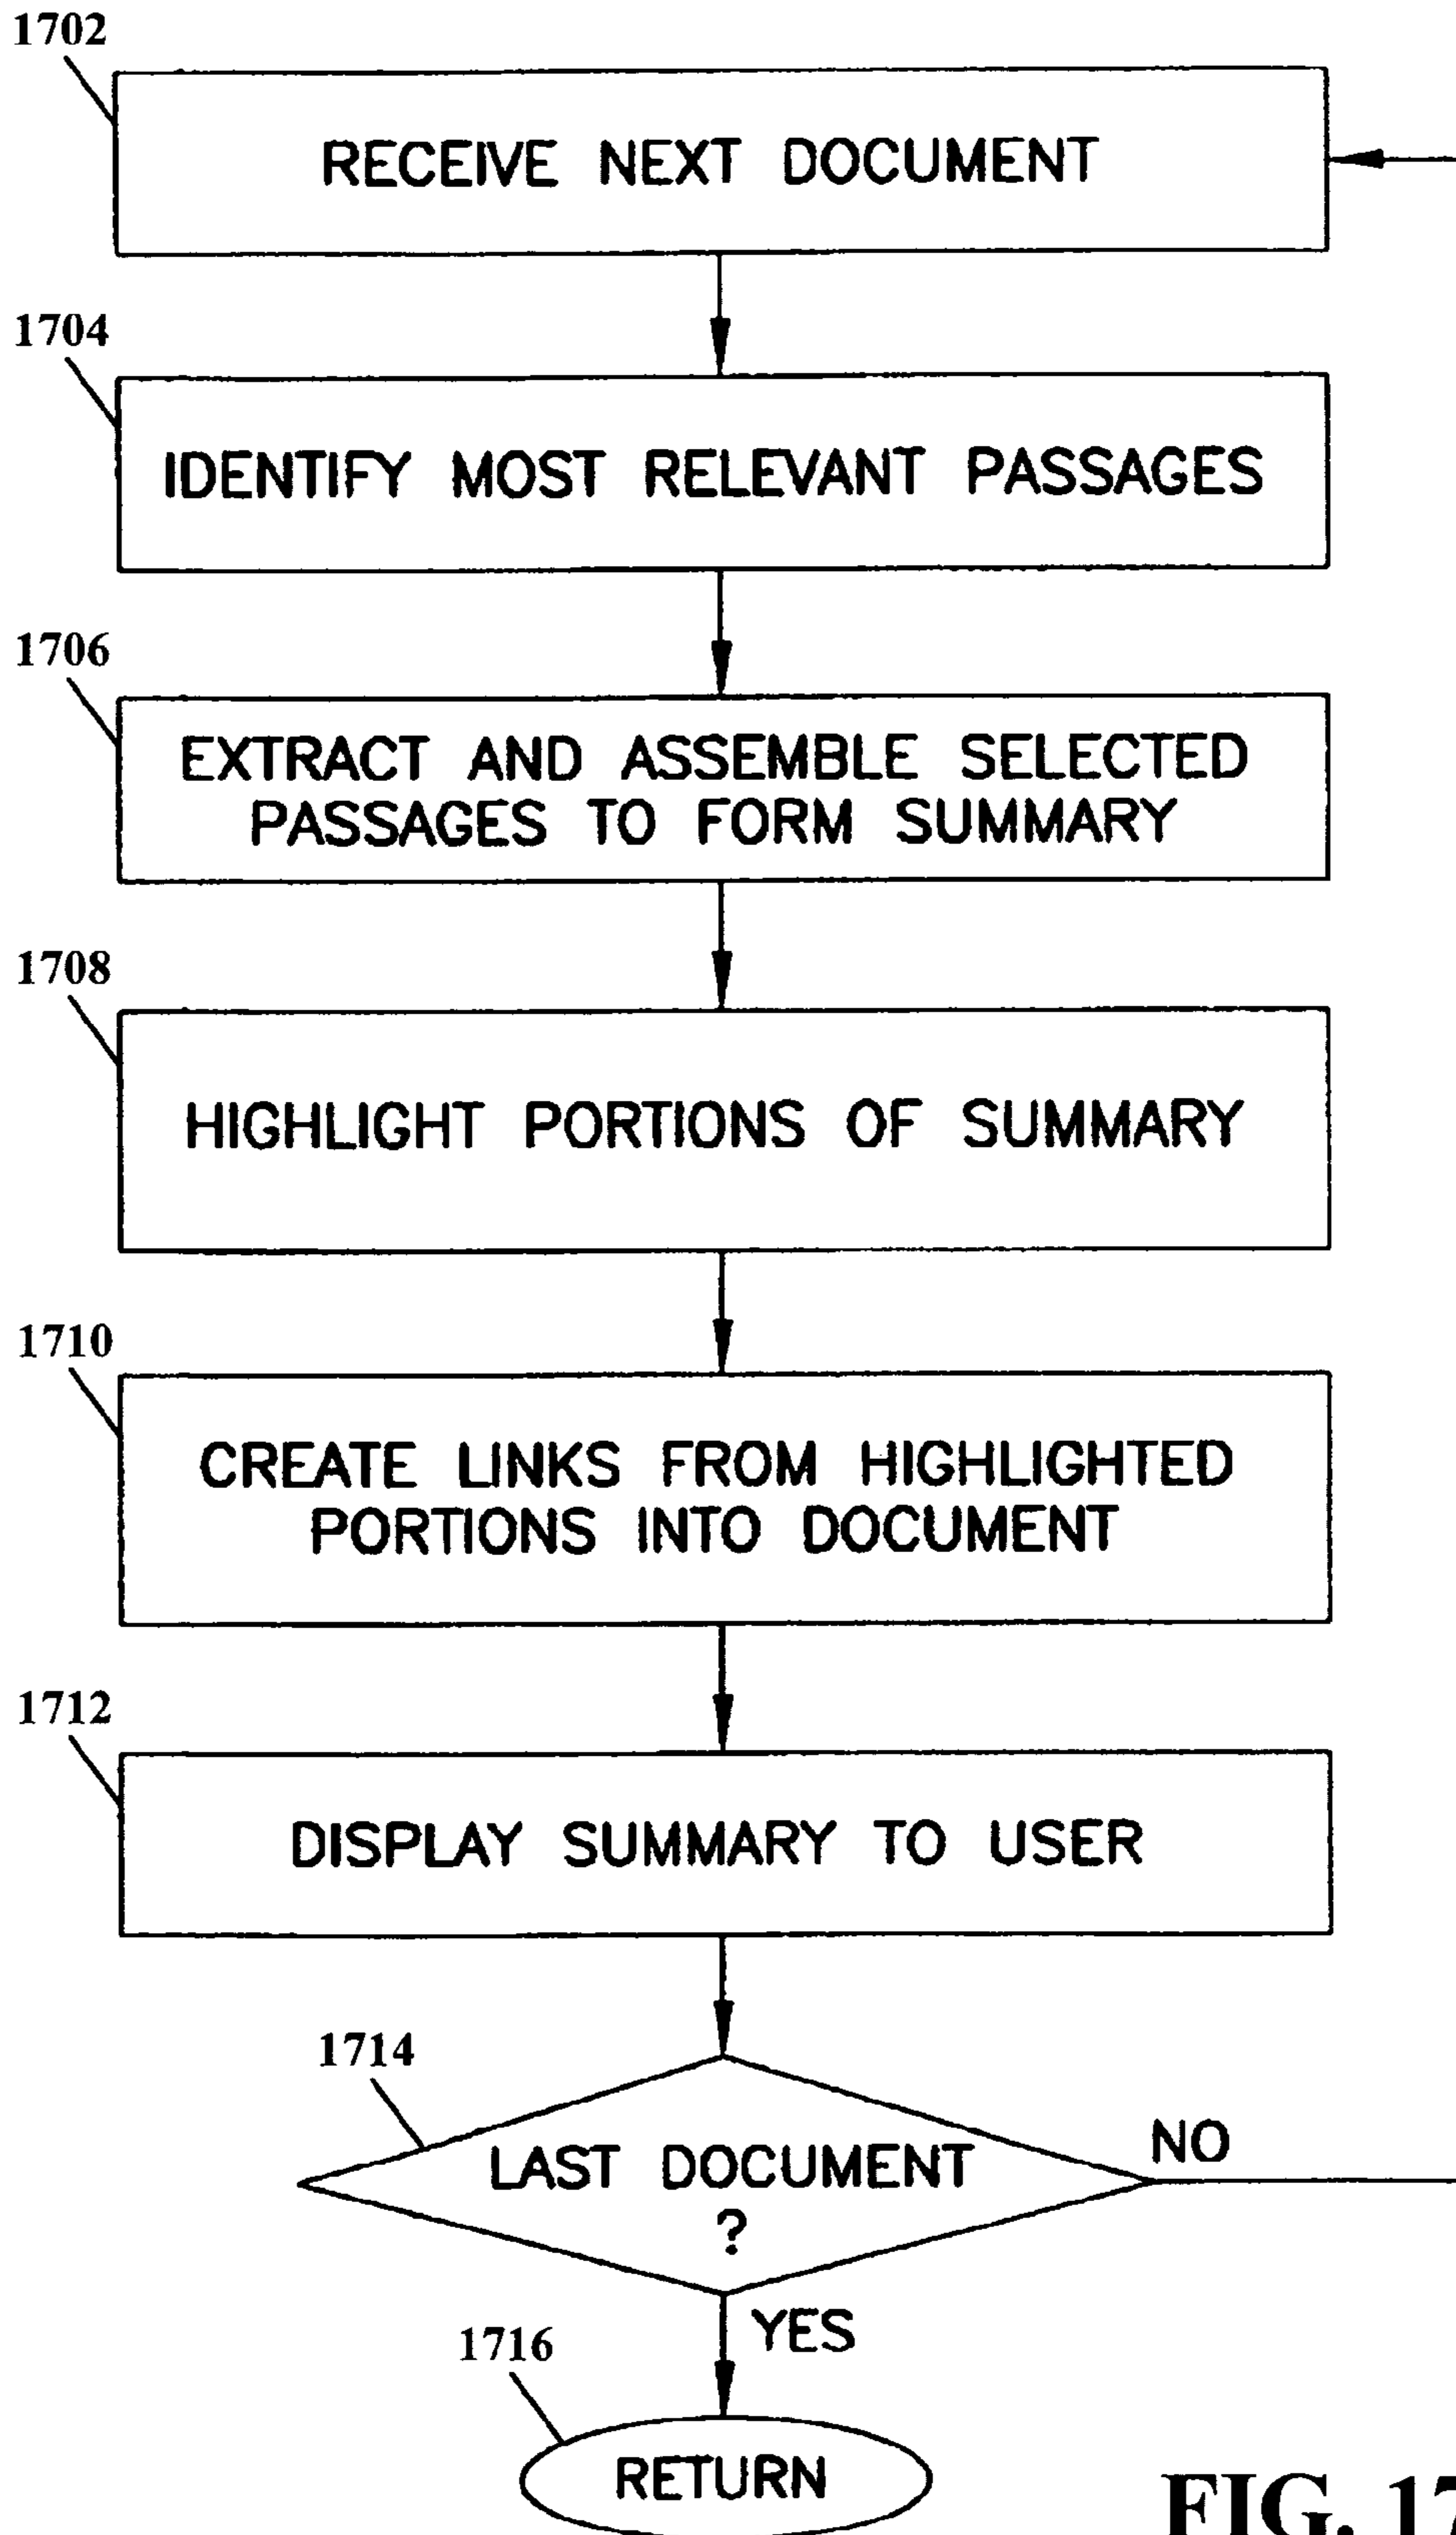 1702
RECEIVE NEXT DOCUMENT
1704
IDENTIFY MOST RELEVANT PASSAGES
1706
EXTRACT AND ASSEMBLE SELECTED
PASSAGES TO FORM SUMMARY
1708
HIGHLIGHT PORTIONS OF SUMMARY
1710
CREATE LINKS FROM HIGHLIGHTED
PORTIONS INTO DOCUMENT
1712
DISPLAY SUMMARY TO USER
1714
LAST DOCUMENT
?
NO
YES
1716
RETURN
FIG. 17